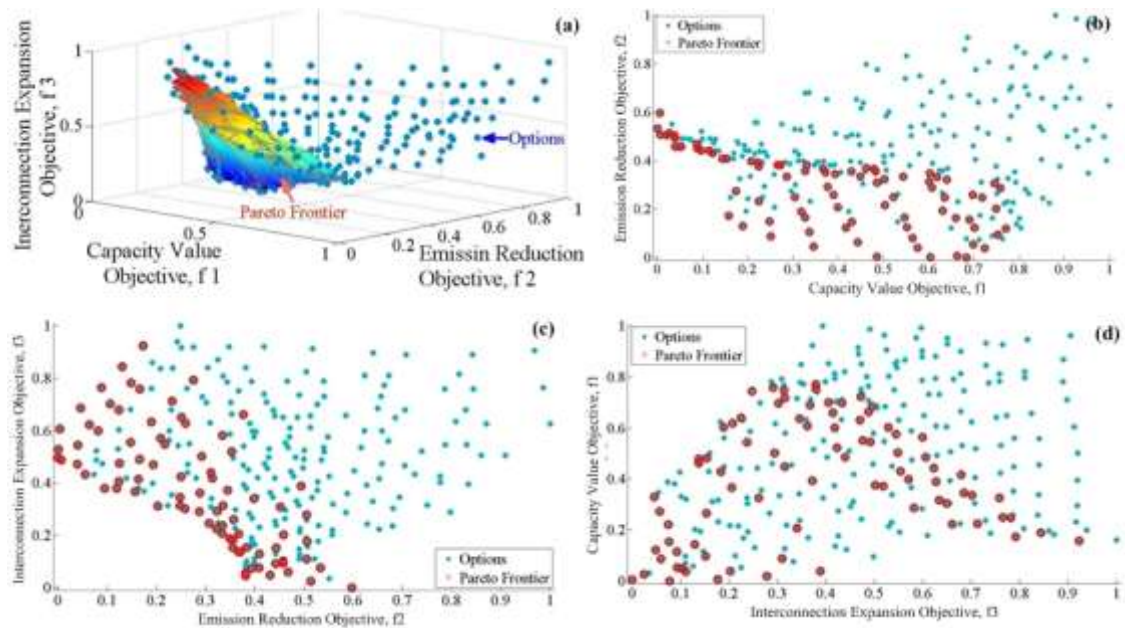 (a)
Inerconnection Expansion
Objective, f 3
1
0.5
0
0
0.5
1
Capacity Value
Objective, f 1
0
0.2
0.4
0.6
0.8
1
Emissin Reduction
Objective, f 2
Options
Pareto Frontier
(b)
Options
Pareto Frontier
Emission Reduction Objective, f2
1
0.8
0.6
0.4
0.2
0
0 0.1 0.2 0.3 0.4 0.5 0.6 0.7 0.8 0.9 1
Capacity Value Objective, f1
(c)
Interconnection Expansion Objective, f3
1
0.8
0.6
0.4
0.2
0
Options
Pareto Frontier
0 0.1 0.2 0.3 0.4 0.5 0.6 0.7 0.8 0.9 1
Emission Reduction Objective, f2
(d)
Options
Pareto Frontier
Capacity Value Objective, f1
1
0.8
0.6
0.4
0.2
0
0 0.1 0.2 0.3 0.4 0.5 0.6 0.7 0.8 0.9 1
Interconnection Expansion Objective, f3